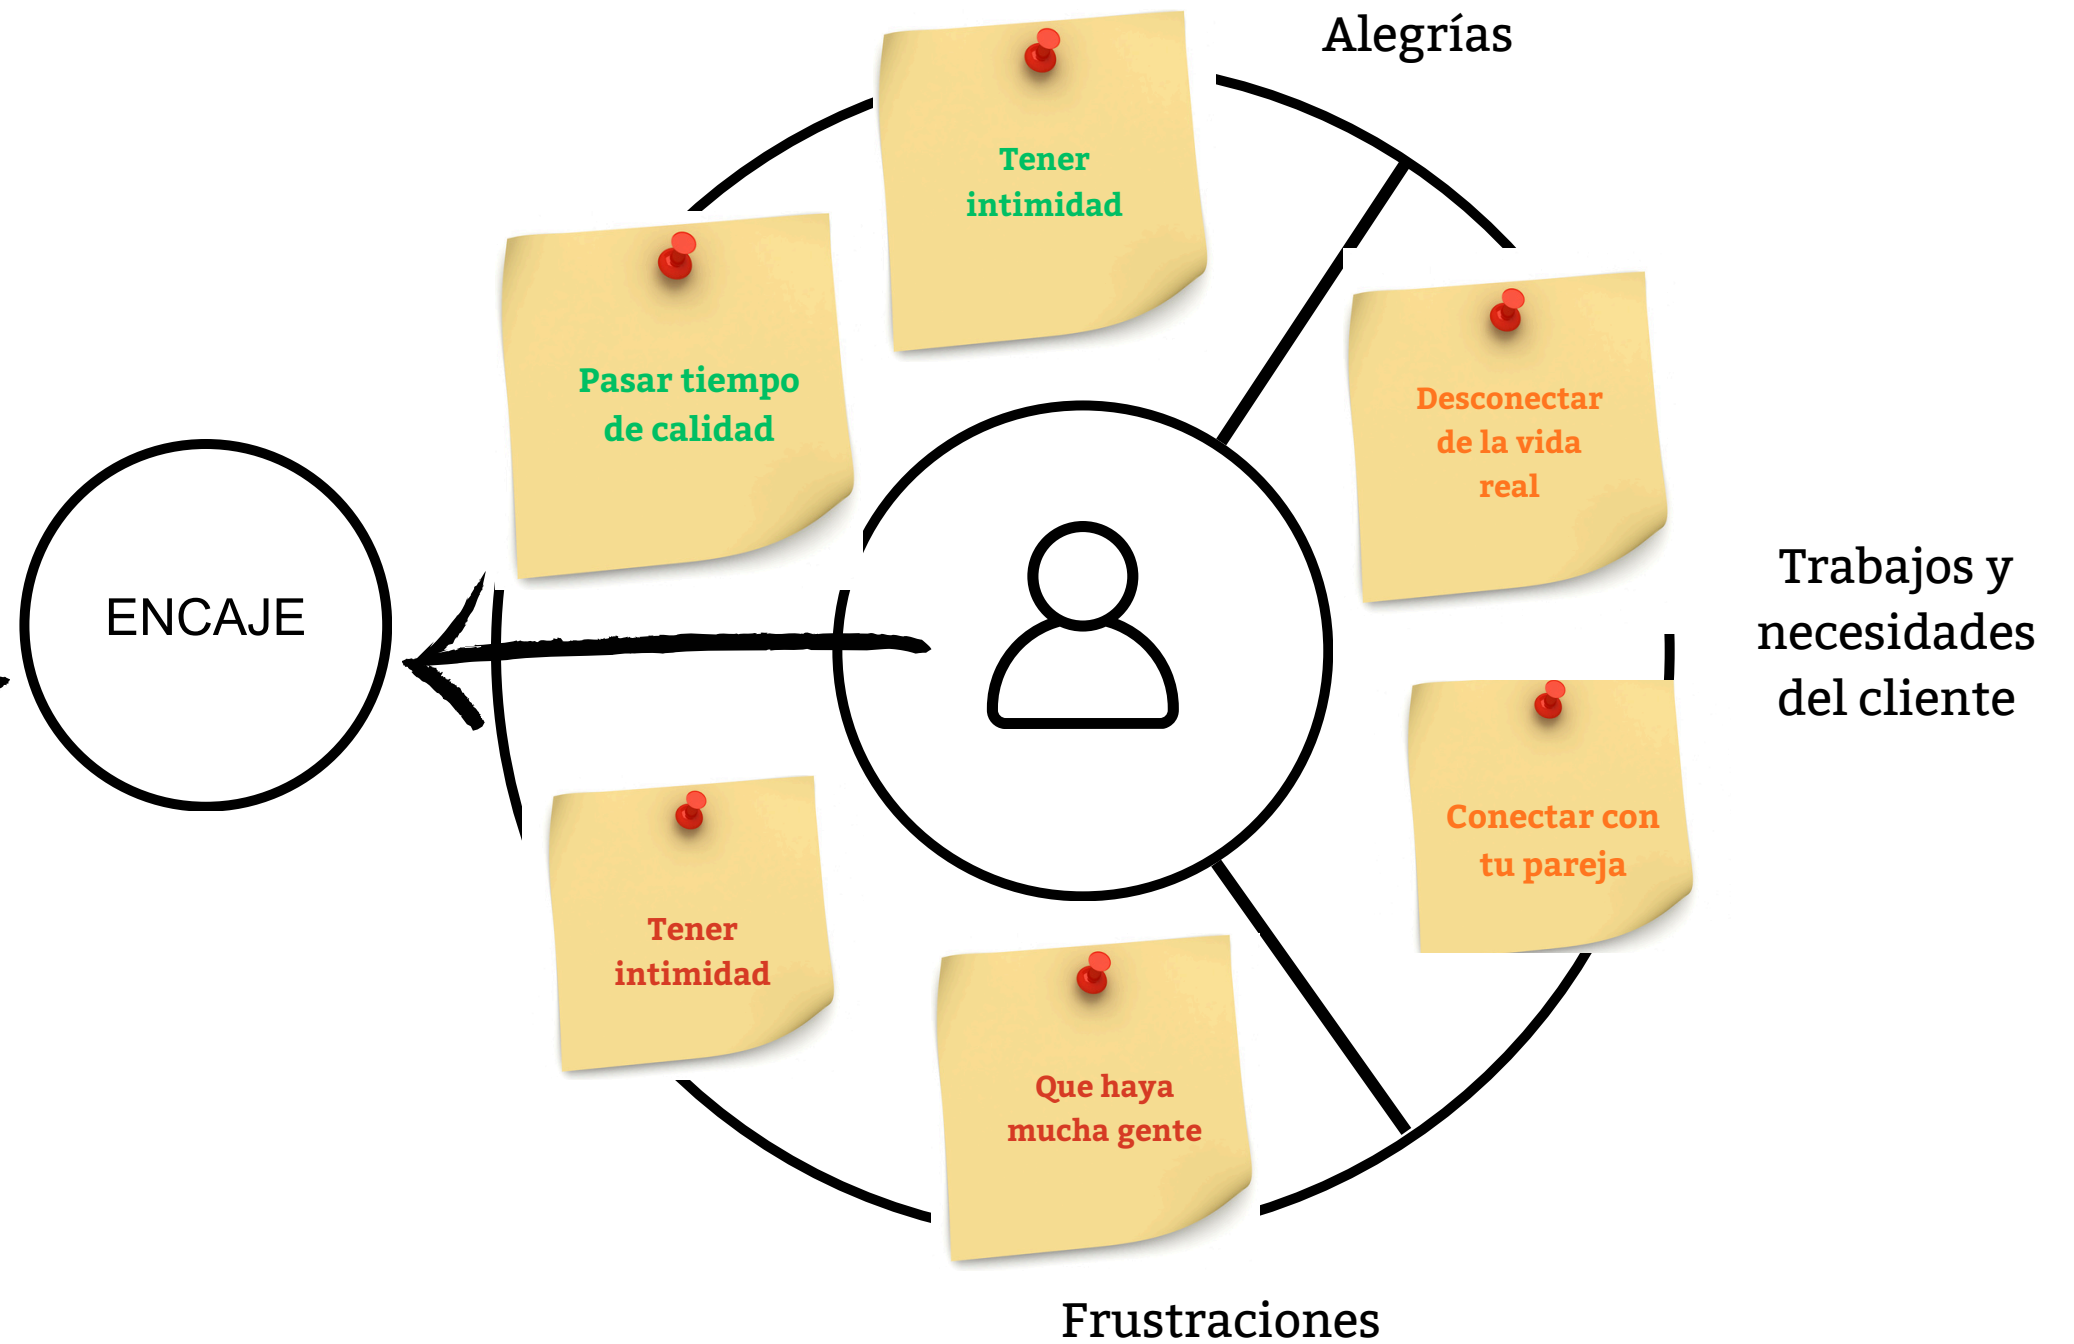 Alegrías
Tener
intimidad
Pasar tiempo
de calidad
Desconectar
de la vida
real
ENCAJE
Trabajos y
necesidades
del cliente
Conectar con
tu pareja
Tener
intimidad
Que haya
mucha gente
Frustraciones